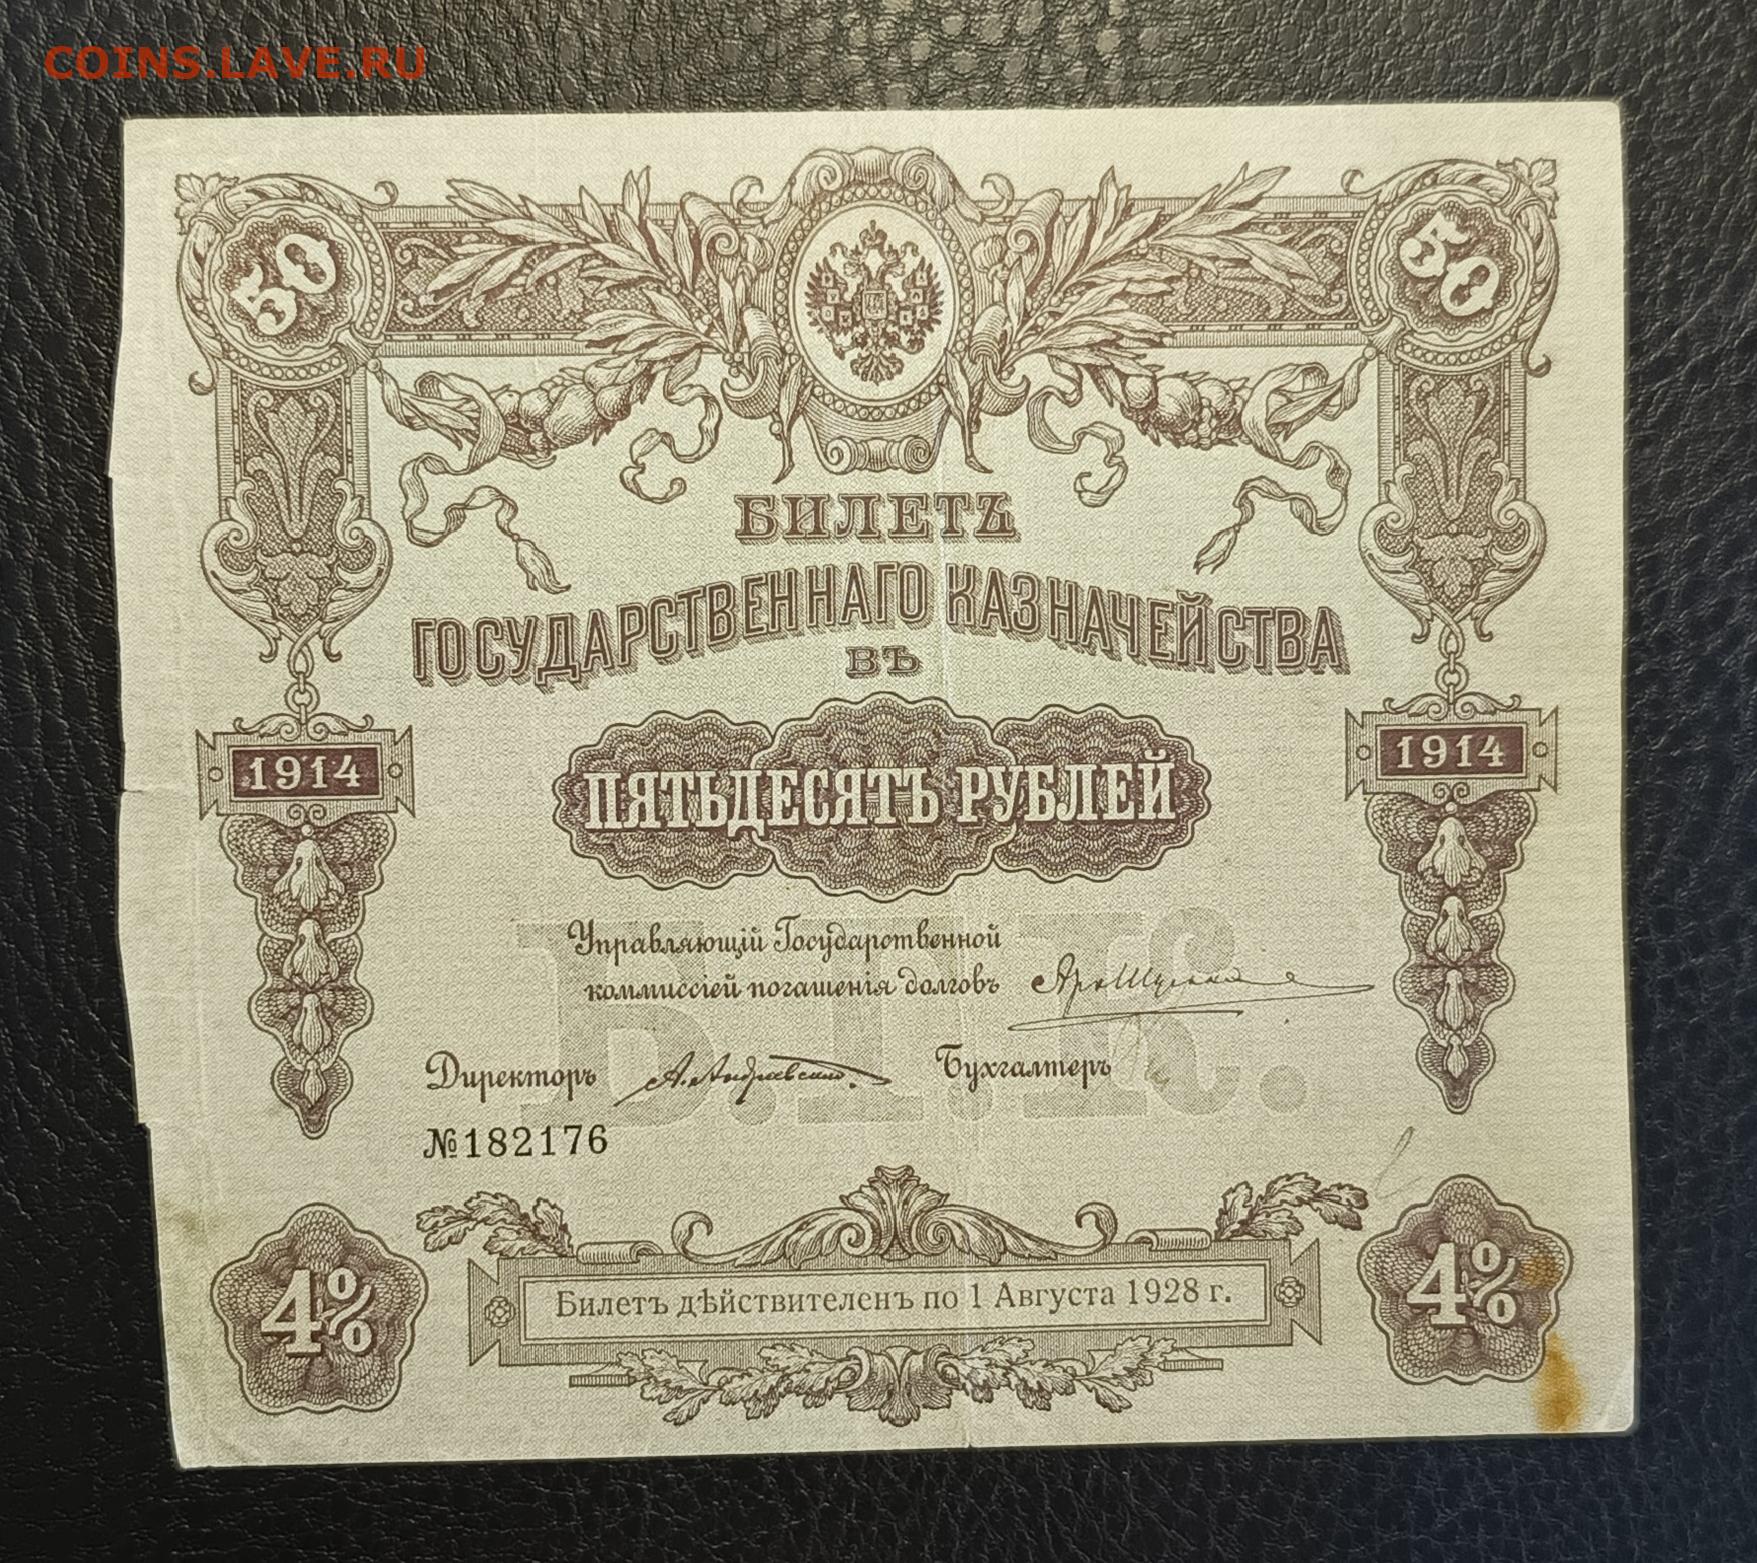 COINS.LAVE.RU
50 50
БИЛЕТЪ
ГОСУДАРСТВЕННАГО КАЗНАЧЕЙСТВА
ВЪ
1914 1914
ПЯТЬДЕСЯТЪ РУБЛЕЙ
Б.Г.К.
Управляющій Государственной
коммиссіей погашенія долговъ
Директоръ Бухгалтеръ
№182176
4% 4%
Билетъ дѣйствителенъ по 1 Августа 1928 г.